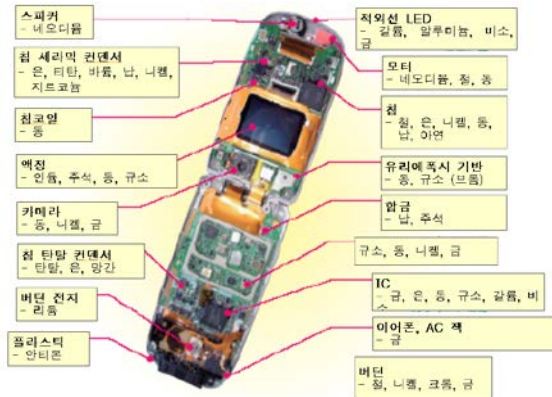 스피커
- 네오디뮴
칩 세라믹 컨덴서
- 은, 티탄, 바륨, 납, 니켈,
지르코늄
칩코일
- 동
액정
- 인듐, 주석, 동, 규소
카메라
- 동, 니켈, 금
칩 탄탈 컨덴서
- 탄탈, 은, 망간
버턴 전지
- 리튬
플라스틱
- 안티몬
적외선 LED
- 갈륨, 알루미늄, 비소,
금
모터
- 네오디뮴, 철, 동
칩
- 철, 은, 니켈, 동,
납, 아연
유리에폭시 기반
- 동, 규소 (브롬)
합금
- 납, 주석
규소, 동, 니켈, 금
IC
- 금, 은, 동, 규소, 갈륨, 비
소
이어폰, AC 잭
- 금
버턴
- 철, 니켈, 크롬, 금